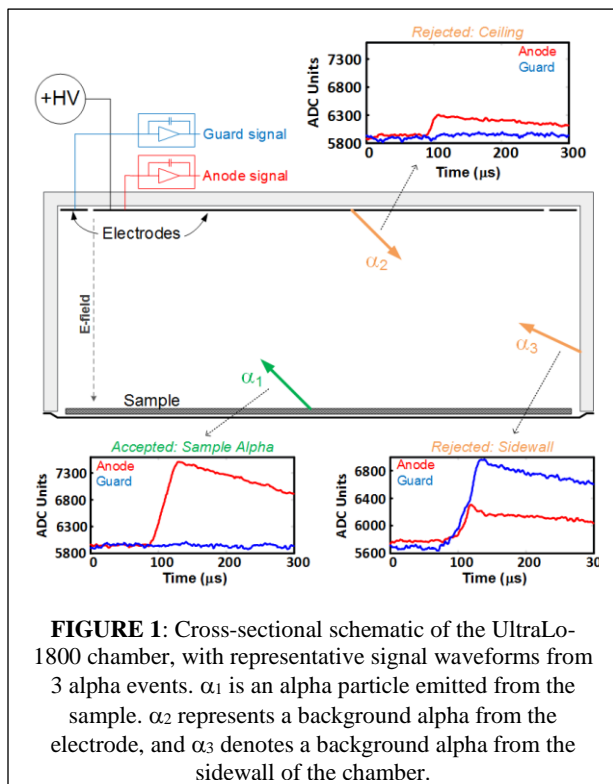 Rejected: Ceiling
7300
6800
6300
5800
ADC Units
Anode
Guard
0 100 200 300
Time (µs)
+HV
Guard signal
Anode signal
Electrodes
α2
E-field
α3
α1
Sample
Accepted: Sample Alpha
7300
6800
6300
5800
ADC Units
Anode
Guard
0 100 200 300
Time (µs)
Rejected: Sidewall
6800
6400
6000
5600
ADC Units
Anode
Guard
0 100 200 30
Time (µs)
FIGURE 1: Cross-sectional schematic of the UltraLo-
1800 chamber, with representative signal waveforms from
3 alpha events. α1 is an alpha particle emitted from the
sample. α2 represents a background alpha from the
electrode, and α3 denotes a background alpha from the
sidewall of the chamber.